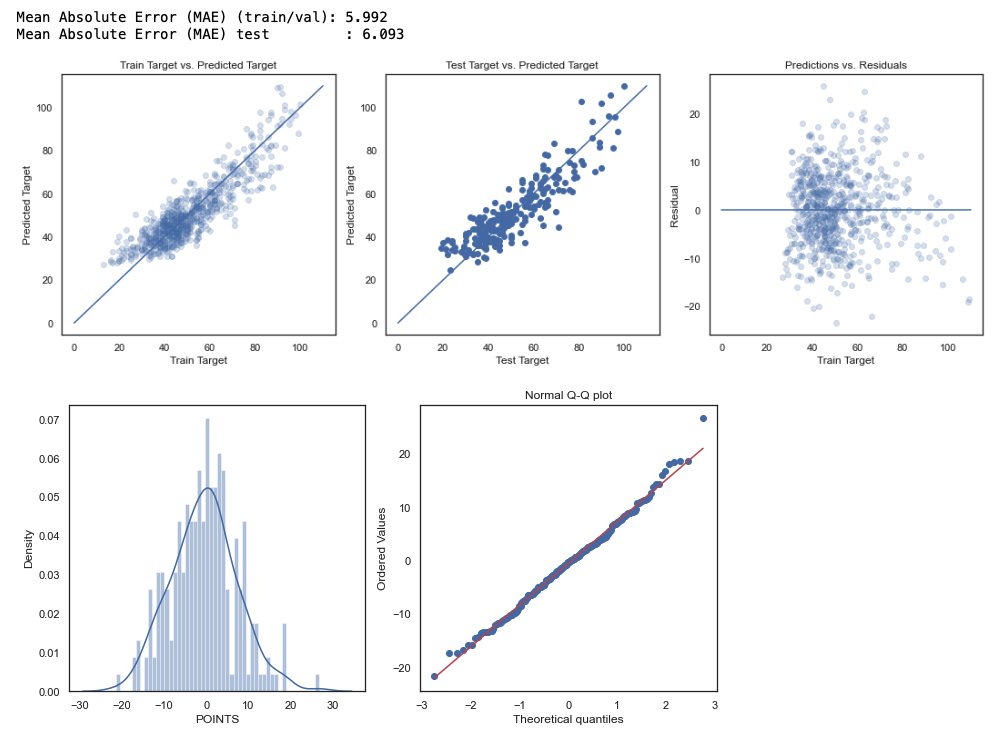 Mean Absolute Error (MAE) (train/val): 5.992
Mean Absolute Error (MAE) test         : 6.093
Train Target vs. Predicted Target
Predicted Target
100
80
60
40
20
0
0 20 40 60 80 100
Train Target
Test Target vs. Predicted Target
Predicted Target
100
80
60
40
20
0
0 20 40 60 80 100
Test Target
Predictions vs. Residuals
Residual
20
10
0
−10
−20
0 20 40 60 80 100
Train Target
Density
0.07
0.06
0.05
0.04
0.03
0.02
0.01
0.00
−30 −20 −10 0 10 20 30
POINTS
Normal Q-Q plot
Ordered Values
20
10
0
−10
−20
−3 −2 −1 0 1 2 3
Theoretical quantiles